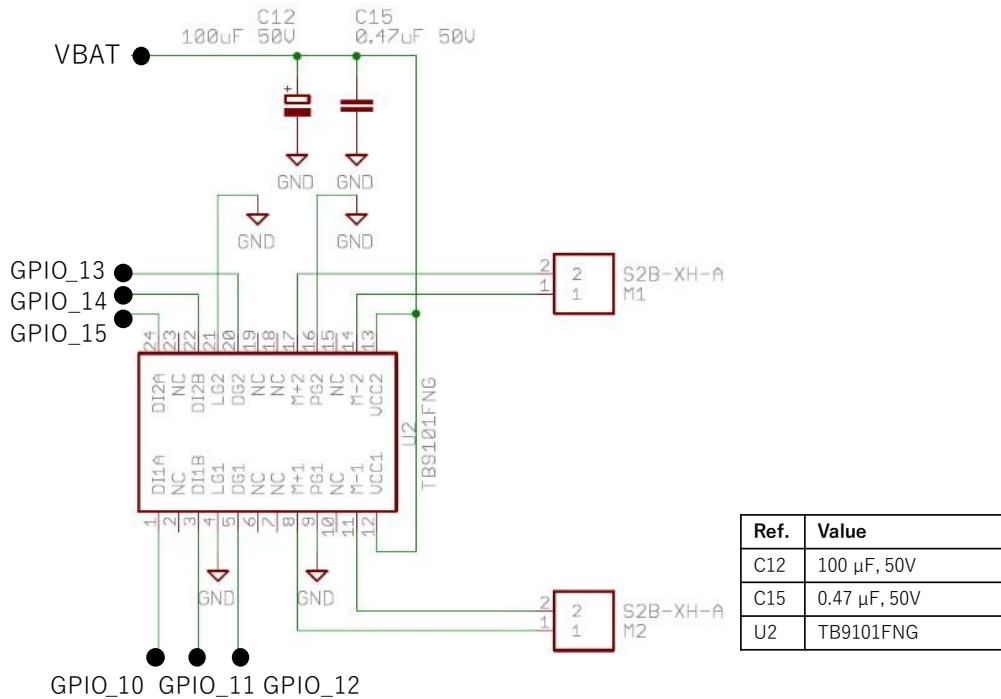 C12
100uF 50V
C15
0.47uF 50V
VBAT
+
GND
GND
GND
GND
GPIO_13
GPIO_14
GPIO_15
2
1
2
1
S2B-XH-A
M1
24
23
22
21
20
19
18
17
16
15
14
13
DI2A
NC
DI2B
LG2
DG2
NC
NC
M+2
PG2
NC
M-2
VCC2
U2
TB9101FNG
DI1A
NC
DI1B
LG1
DG1
NC
NC
M+1
PG1
NC
M-1
VCC1
1
2
3
4
5
6
7
8
9
10
11
12
GND
GND
2
1
2
1
S2B-XH-A
M2
GPIO_10 GPIO_11 GPIO_12
Ref. Value
C12 100 μF, 50V
C15 0.47 μF, 50V
U2 TB9101FNG